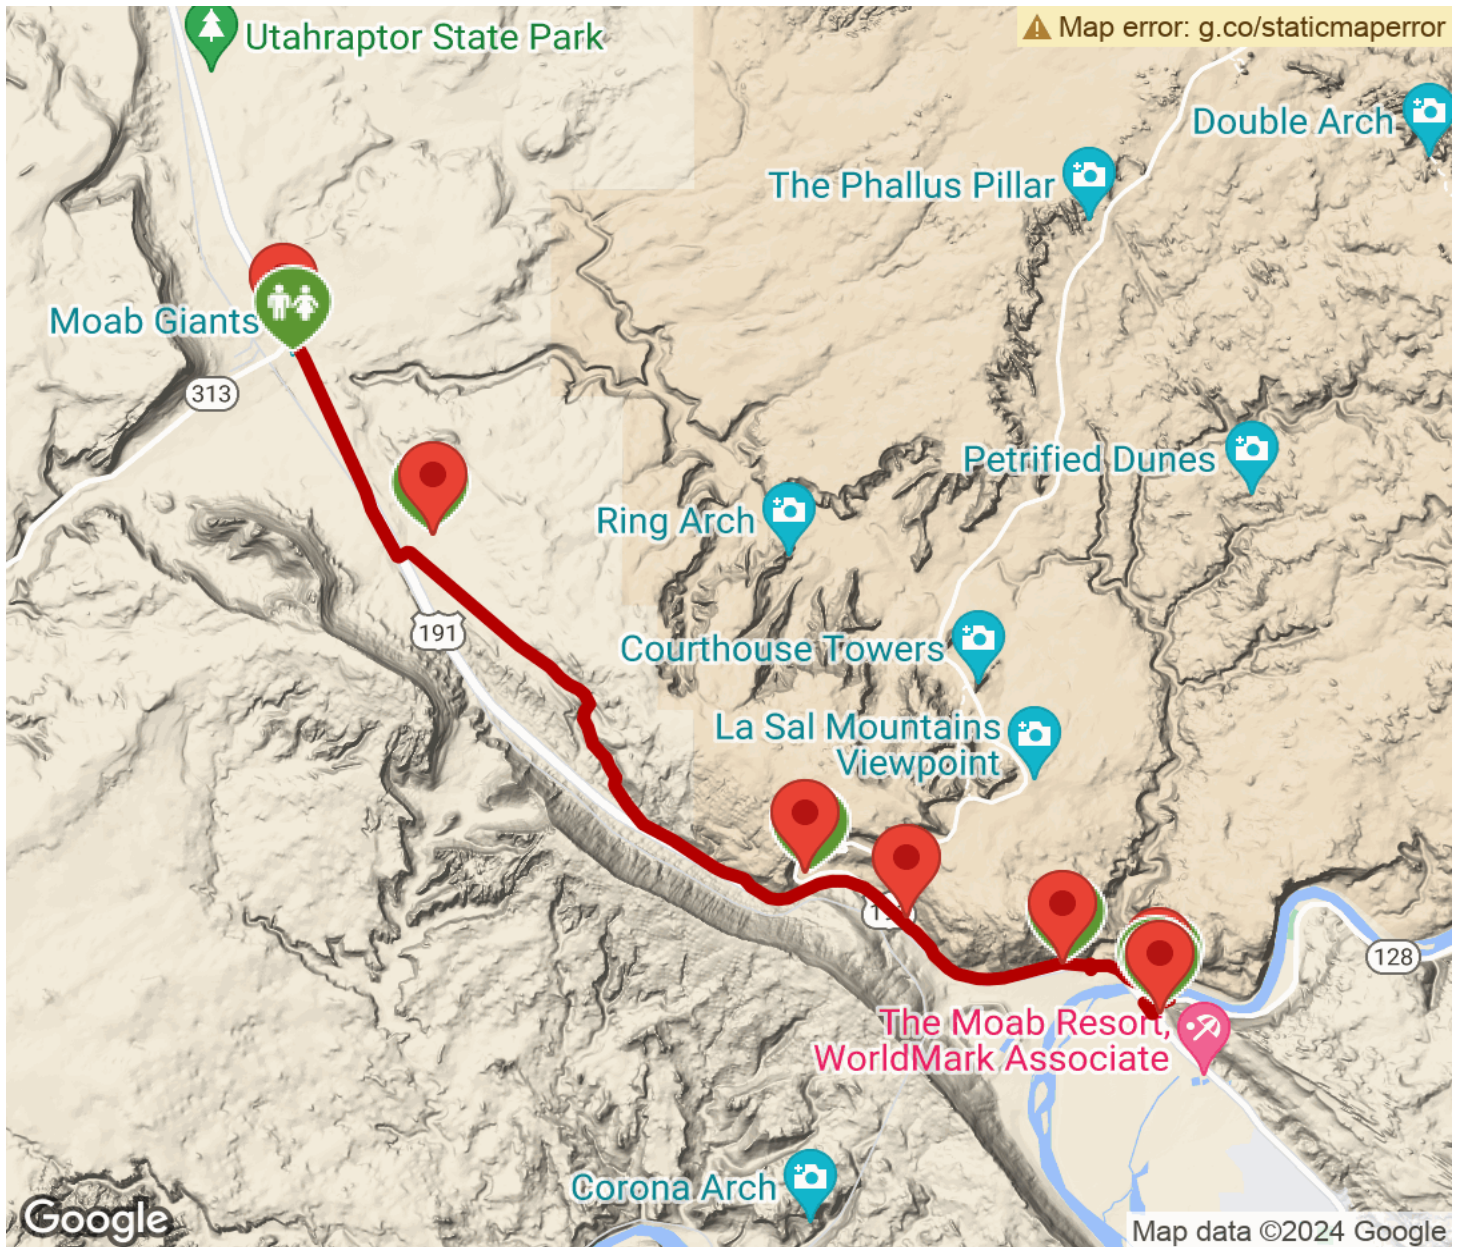 Utahraptor State Park
Map error: g.co/staticmaperror
Double Arch
The Phallus Pillar
Moab Giants
313
Petrified Dunes
Ring Arch
191
Courthouse Towers
La Sal Mountains
Viewpoint
128
The Moab Resort,
WorldMark Associate
Corona Arch
Google
Map data ©2024 Google